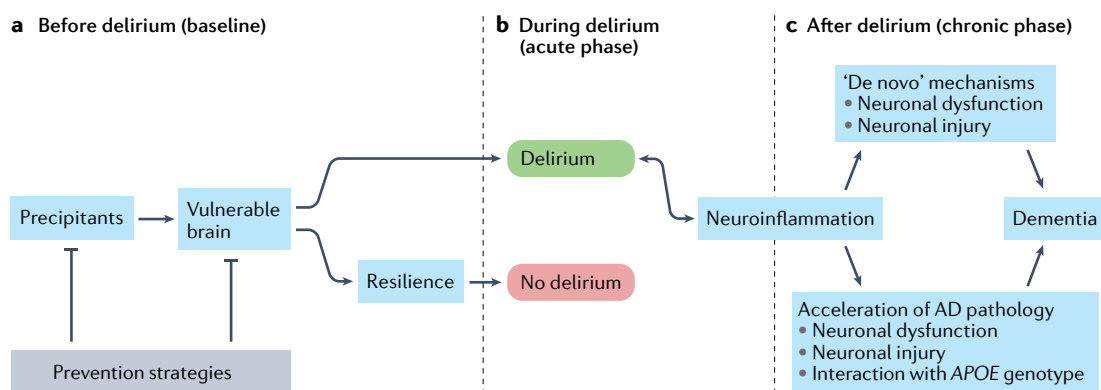 a Before delirium (baseline)
b During delirium
(acute phase)
c After delirium (chronic phase)
Precipitants
Vulnerable
brain
Prevention strategies
Resilience
Delirium
No delirium
Neuroinflammation
‘De novo’ mechanisms
• Neuronal dysfunction
• Neuronal injury
Dementia
Acceleration of AD pathology
• Neuronal dysfunction
• Neuronal injury
• Interaction with APOE genotype